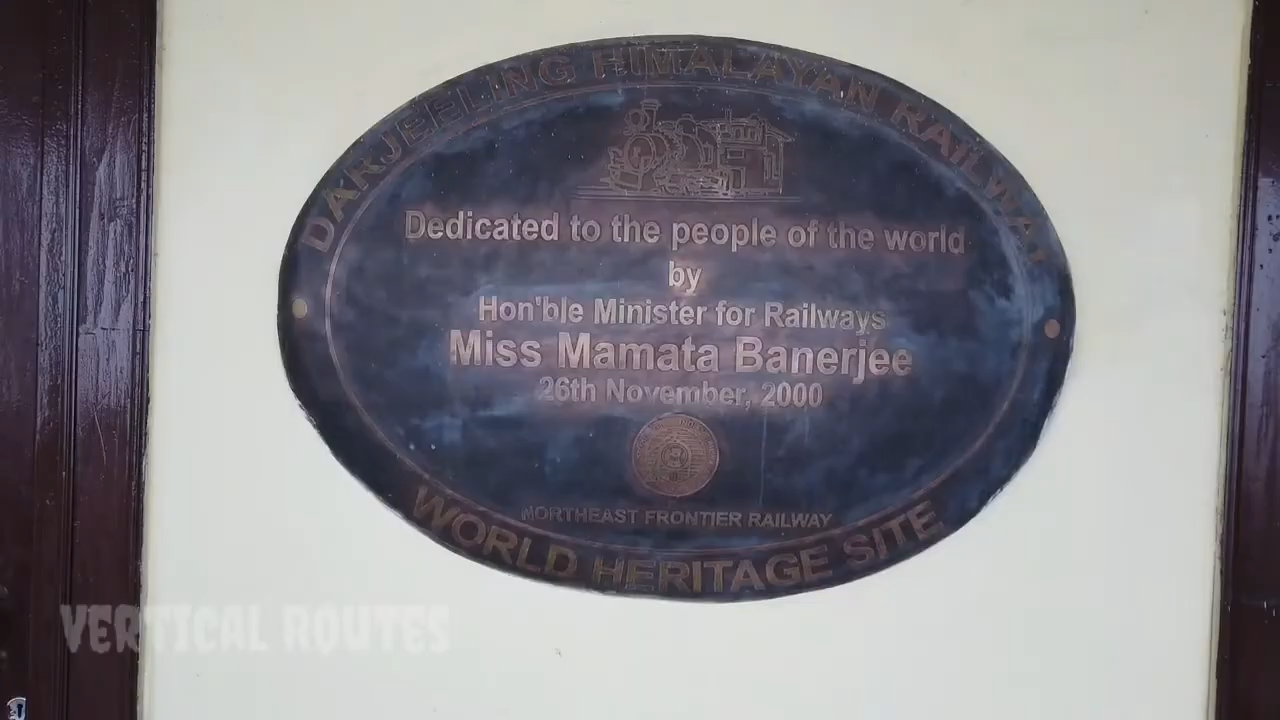 DARJEELING HIMALAYAN RAILWAY
Dedicated to the people of the world
by
Hon'ble Minister for Railways
Miss Mamata Banerjee
26th November, 2000
NORTHEAST FRONTIER RAILWAY
WORLD HERITAGE SITE
VERTICAL ROUTES